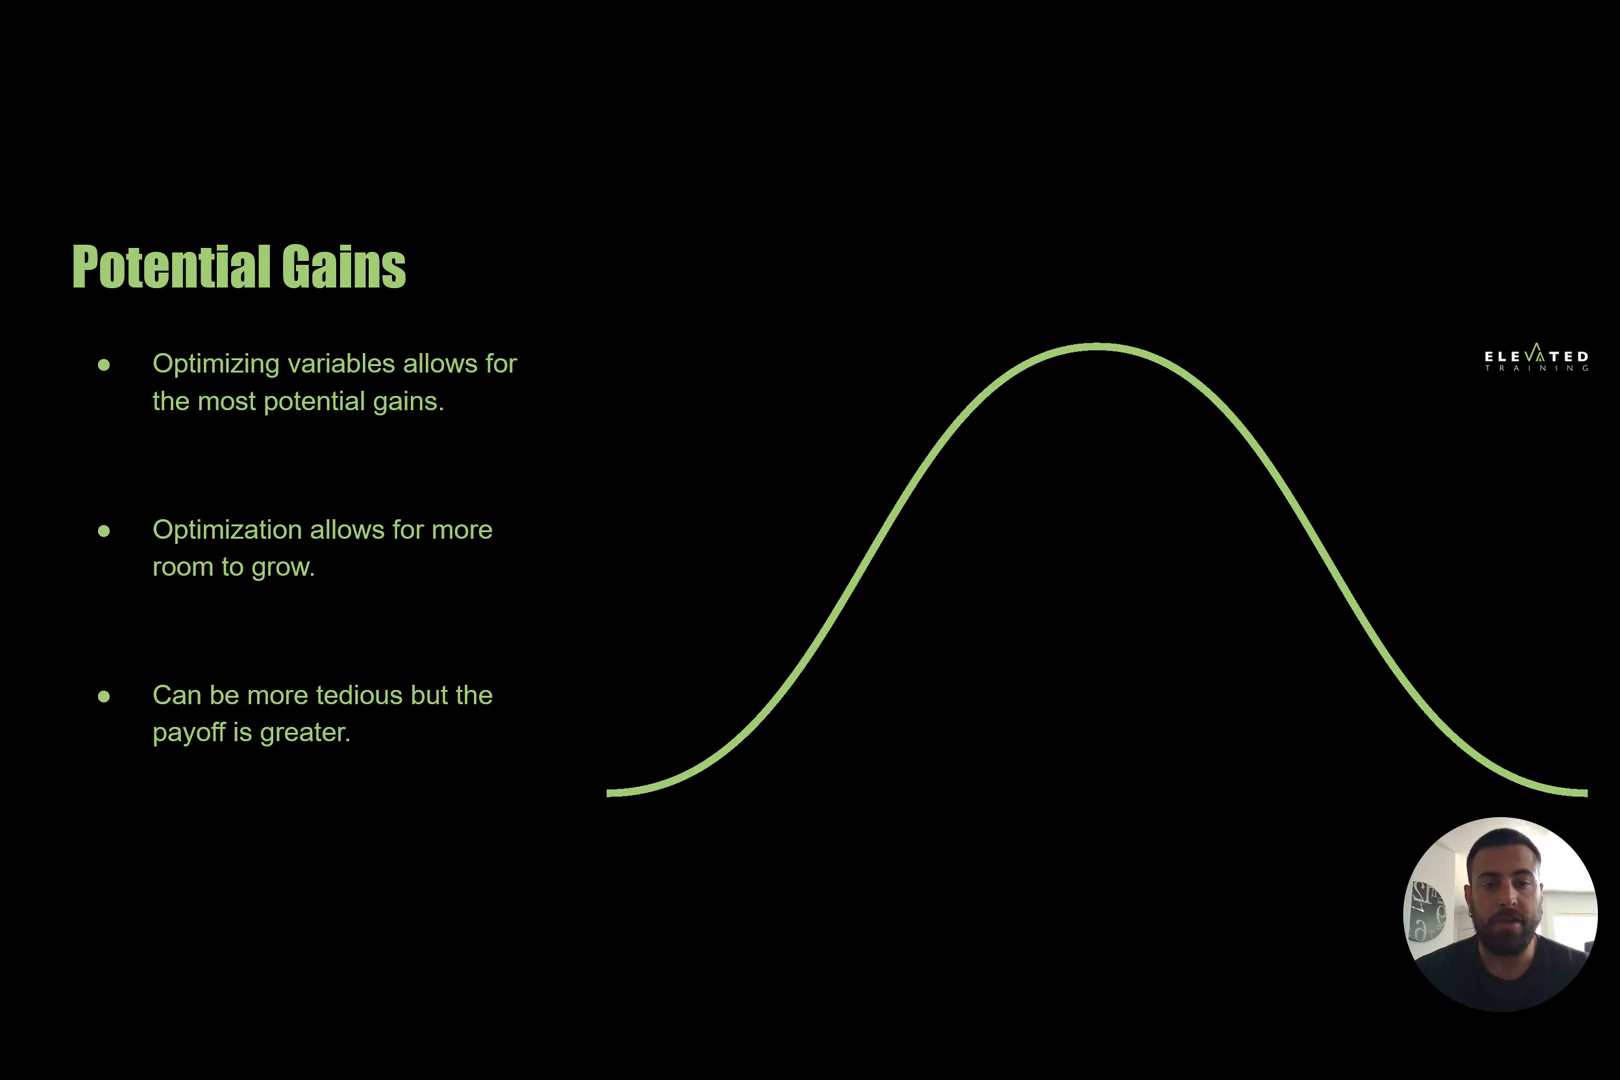 Potential Gains
● Optimizing variables allows for
the most potential gains.
● Optimization allows for more
room to grow.
● Can be more tedious but the
payoff is greater.
ELEVATED
TRAINING